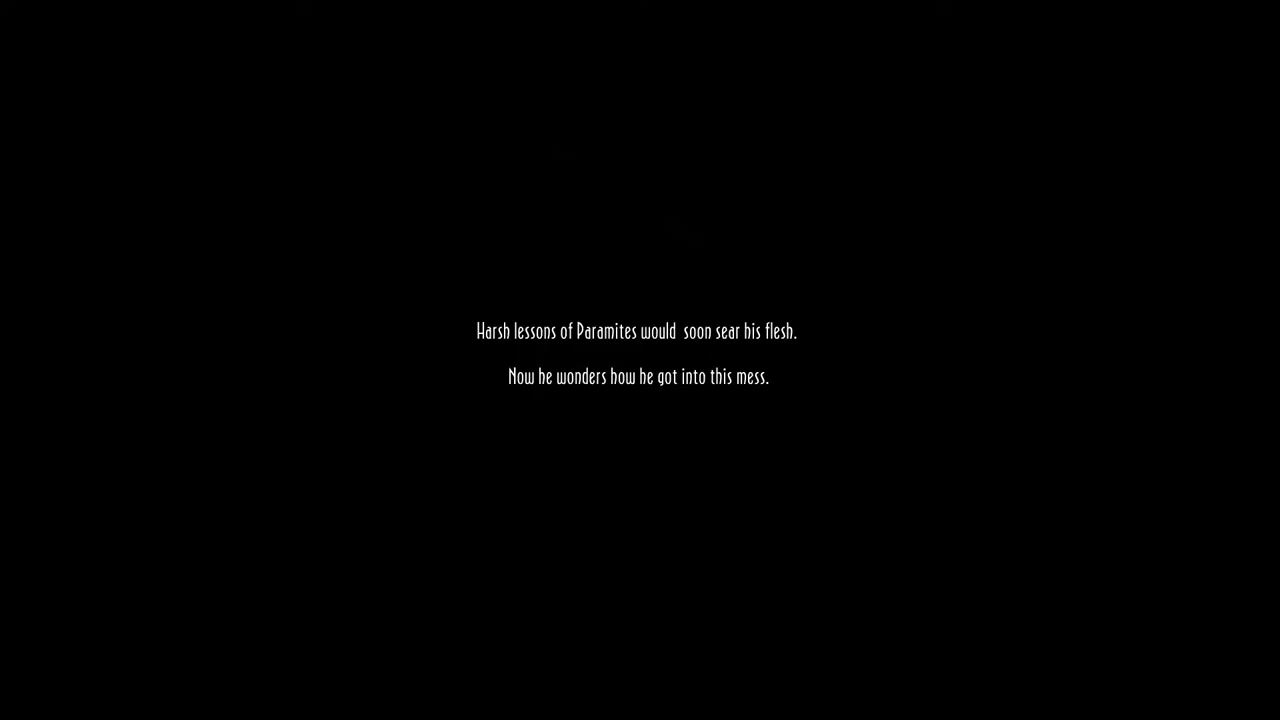 Harsh lessons of Paramites would  soon sear his flesh.
Now he wonders how he got into this mess.